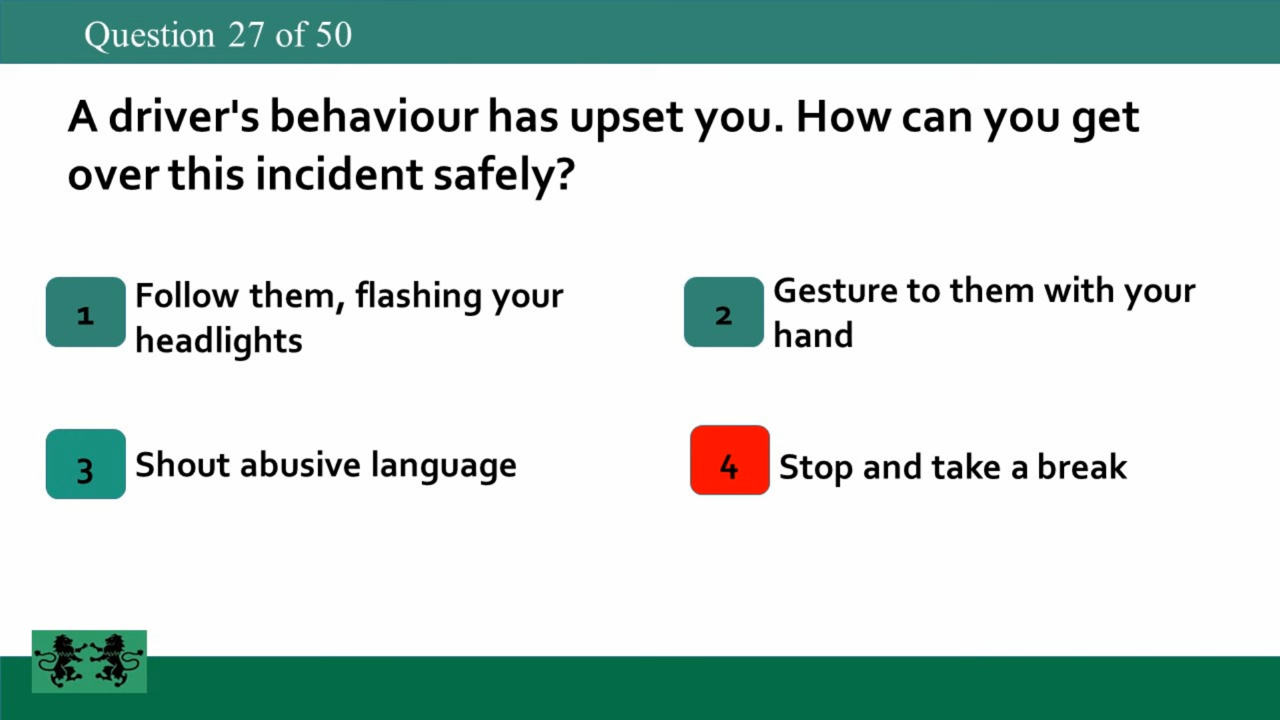 Question 27 of 50
A driver's behaviour has upset you. How can you get
over this incident safely?
1
Follow them, flashing your
headlights
2
Gesture to them with your
hand
3
Shout abusive language
4
Stop and take a break